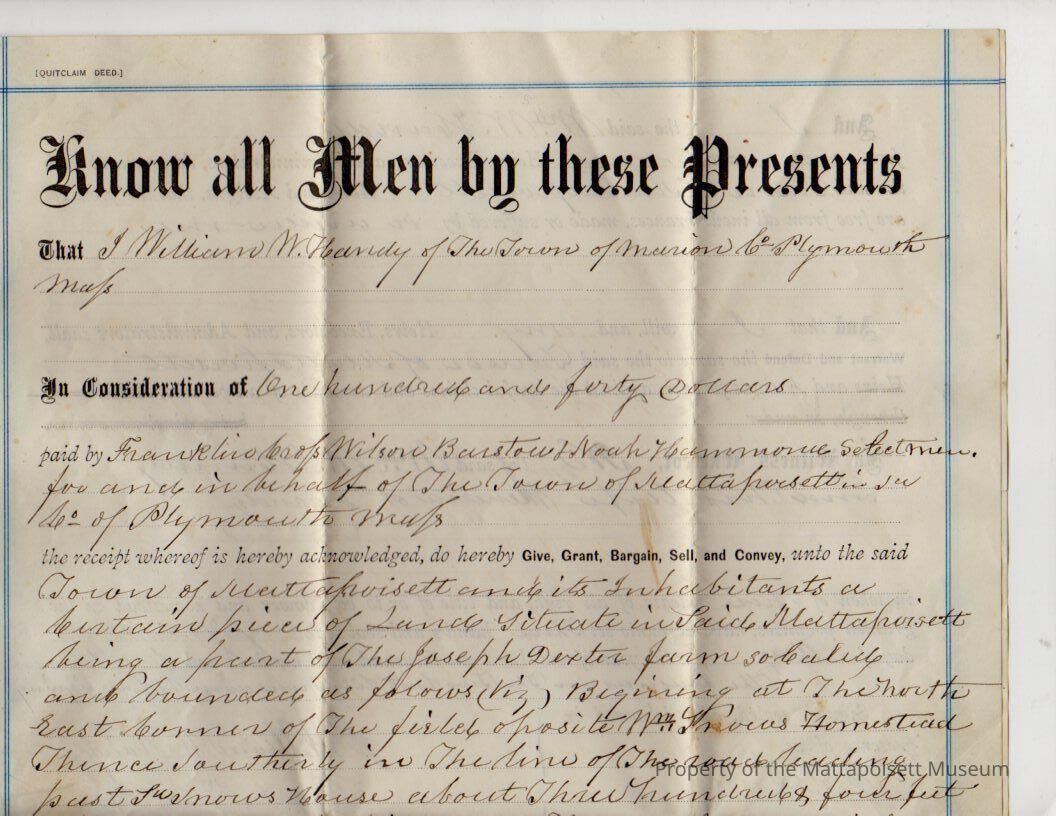 [QUITCLAIM DEED.]
Know all Men by these Presents
That I William W. Handy of The Town of Marion Co Plymouth
Mass
In Consideration of One hundred and forty Dollars
paid by Franklin Cross Wilson Barstow & Noah Hammond Selectmen.
for and in behalf of The Town of Mattapoisett in sd
Co of Plymouth Mass
the receipt whereof is hereby acknowledged, do hereby Give, Grant, Bargain, Sell, and Convey, unto the said
Town of Mattapoisett and its Inhabitants a
Certain piece of Land Situate in Said Mattapoisett
being a part of The Joseph Dexter farm so Caled
and bounded as folows (Viz) Begining at The North
East Corner of The field oposite Wm Snows Homestead
Thence Southerly in The line of The road leading
past Sd Snows House about Three hundred & four feet
Property of the Mattapoisett Museum